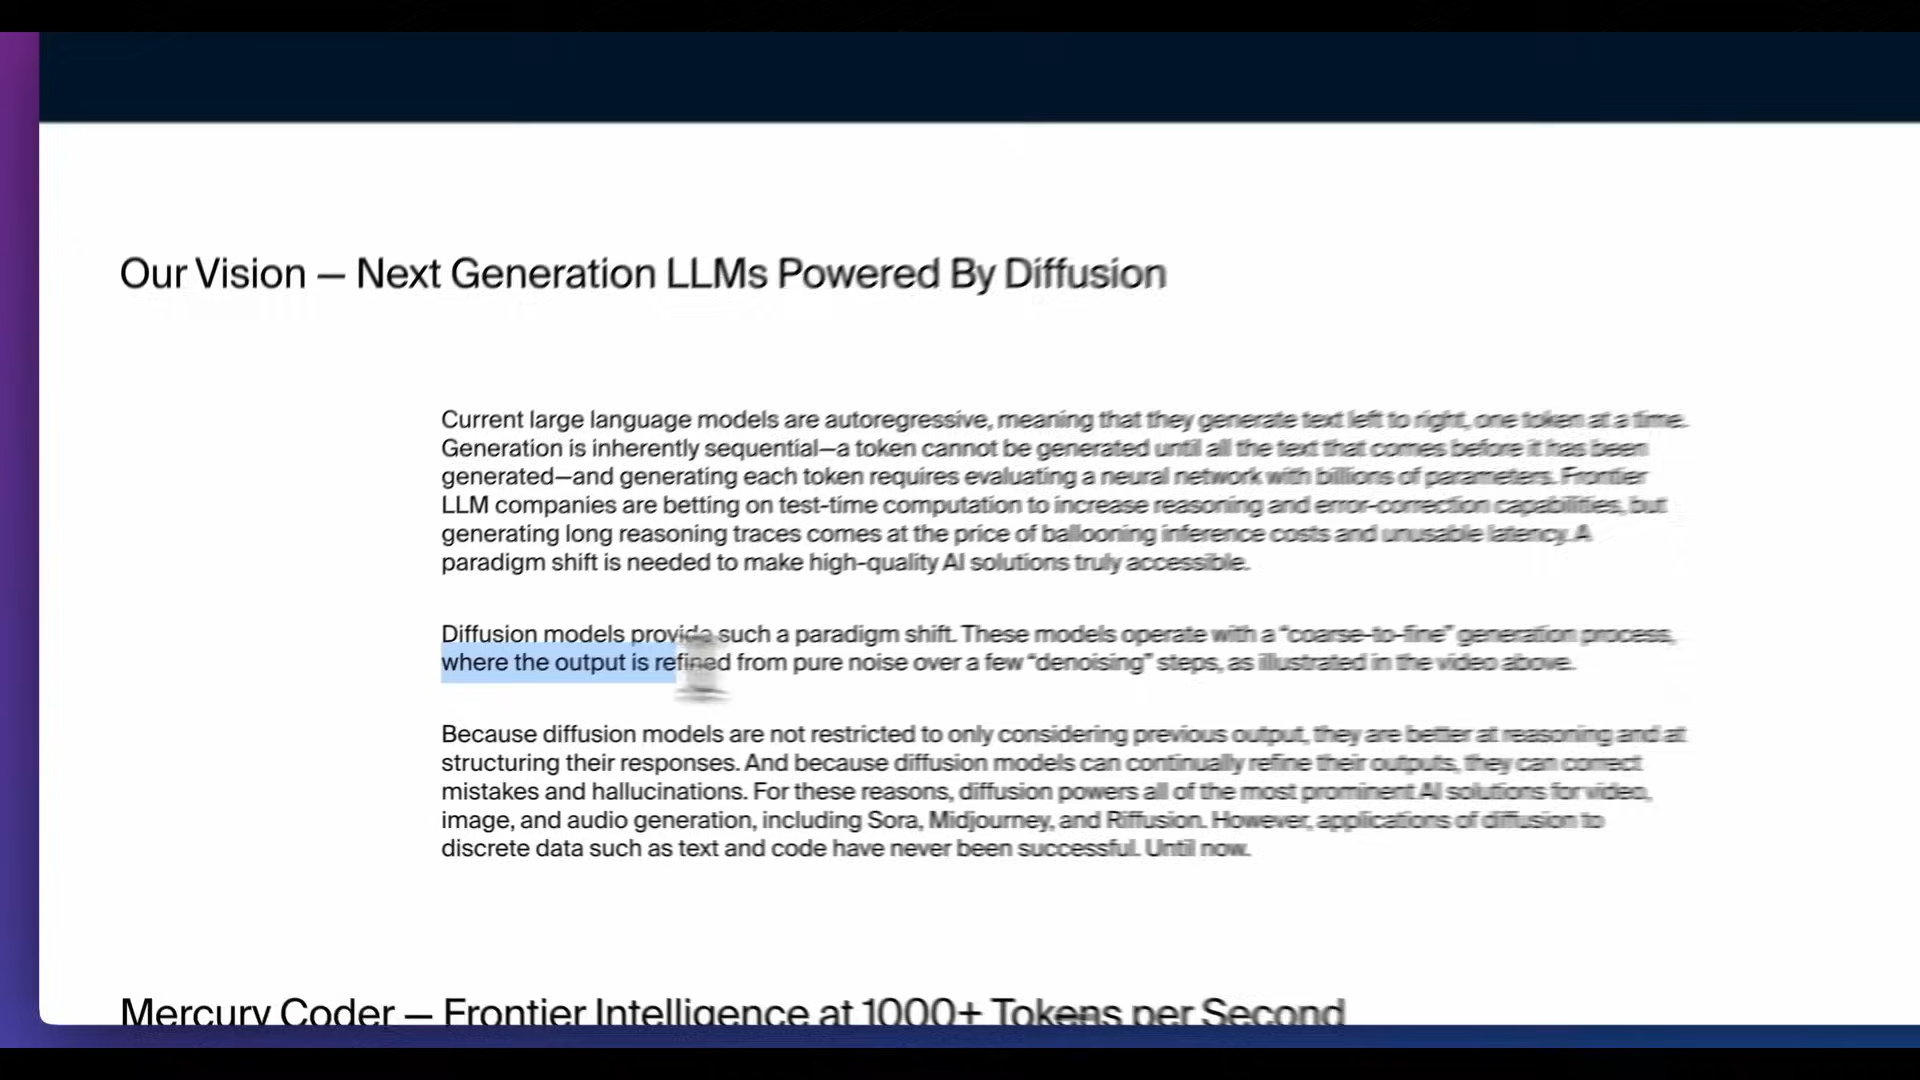 Our Vision — Next Generation LLMs Powered By Diffusion
Current large language models are autoregressive, meaning that they generate text left to right, one token at a time.
Generation is inherently sequential—a token cannot be generated until all the text that comes before it has been
generated—and generating each token requires evaluating a neural network with billions of parameters. Frontier
LLM companies are betting on test-time computation to increase reasoning and error-correction capabilities, but
generating long reasoning traces comes at the price of ballooning inference costs and unusable latency. A
paradigm shift is needed to make high-quality AI solutions truly accessible.
Diffusion models provide such a paradigm shift. These models operate with a “coarse-to-fine” generation process,
where the output is refined from pure noise over a few “denoising” steps, as illustrated in the video above.
Because diffusion models are not restricted to only considering previous output, they are better at reasoning and at
structuring their responses. And because diffusion models can continually refine their outputs, they can correct
mistakes and hallucinations. For these reasons, diffusion powers all of the most prominent AI solutions for video,
image, and audio generation, including Sora, Midjourney, and Riffusion. However, applications of diffusion to
discrete data such as text and code have never been successful. Until now.
Mercury Coder — Frontier Intelligence at 1000+ Tokens per Second